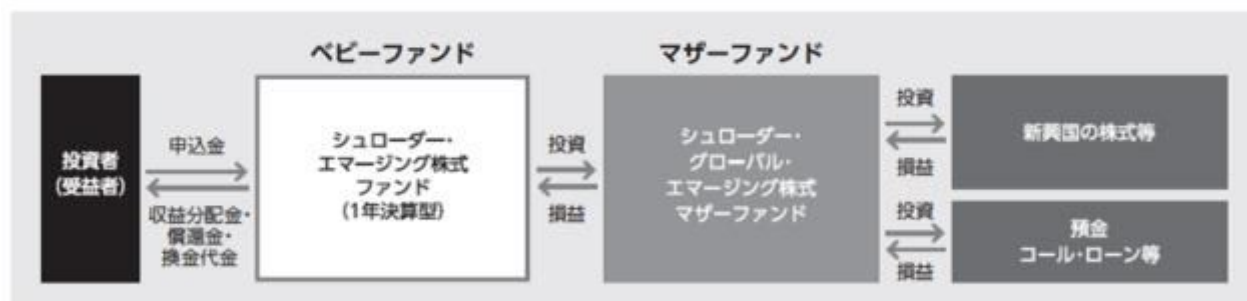 ベビーファンド
マザーファンド
投資者
(受益者)
申込金
収益分配金・
償還金・
換金代金
シュローダー・
エマージング株式
ファンド
(1年決算型)
投資
損益
シュローダー・
グローバル・
エマージング株式
マザーファンド
投資
損益
新興国の株式等
投資
損益
預金
コール・ローン等